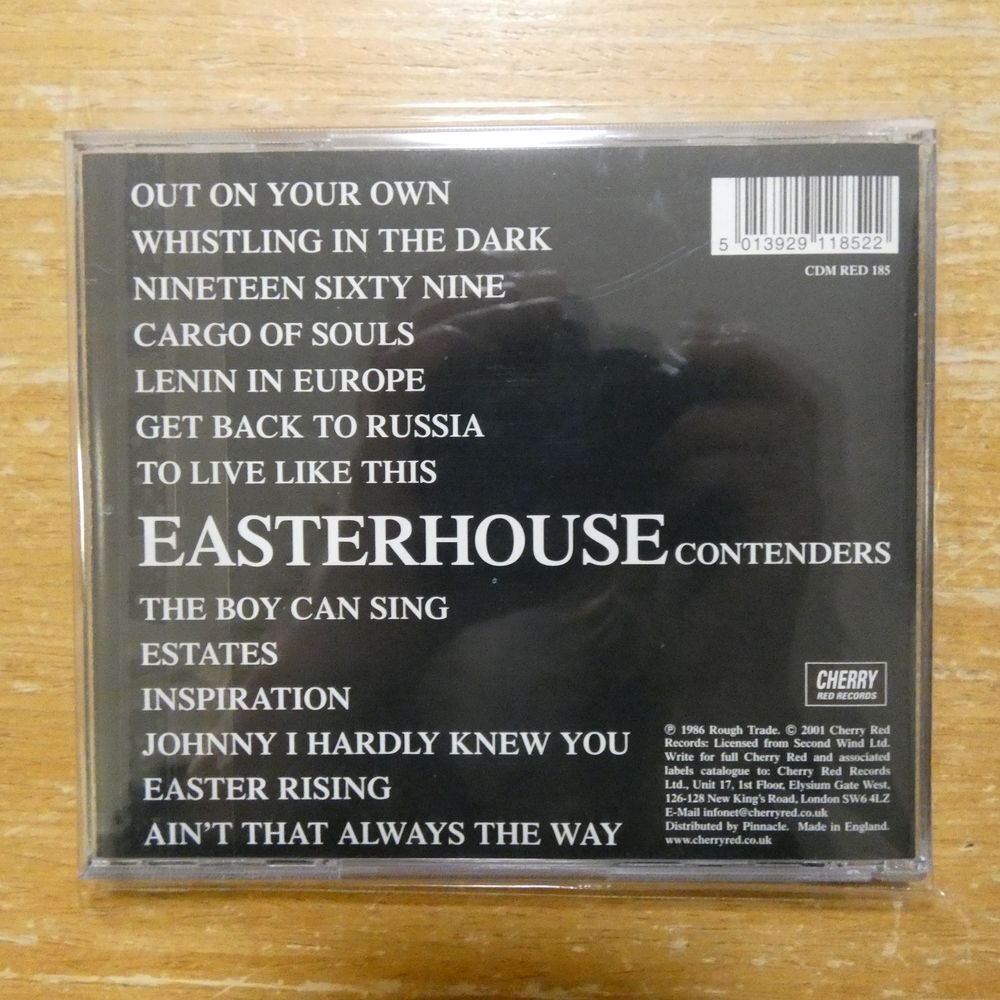 OUT ON YOUR OWN
WHISTLING IN THE DARK
NINETEEN SIXTY NINE
CARGO OF SOULS
LENIN IN EUROPE
GET BACK TO RUSSIA
TO LIVE LIKE THIS
EASTERHOUSE CONTENDERS
THE BOY CAN SING
ESTATES
INSPIRATION
JOHNNY I HARDLY KNEW YOU
EASTER RISING
AIN'T THAT ALWAYS THE WAY
5 013929 118522
CDM RED 185
CHERRY
RED RECORDS
℗ 1986 Rough Trade. © 2001 Cherry Red
Records: Licensed from Second Wind Ltd.
Write for full Cherry Red and associated
labels catalogue to: Cherry Red Records
Ltd., Unit 17, 1st Floor, Elysium Gate West,
126-128 New King's Road, London SW6 4LZ
E-Mail infonet@cherryred.co.uk
Distributed by Pinnacle. Made in England.
www.cherryred.co.uk